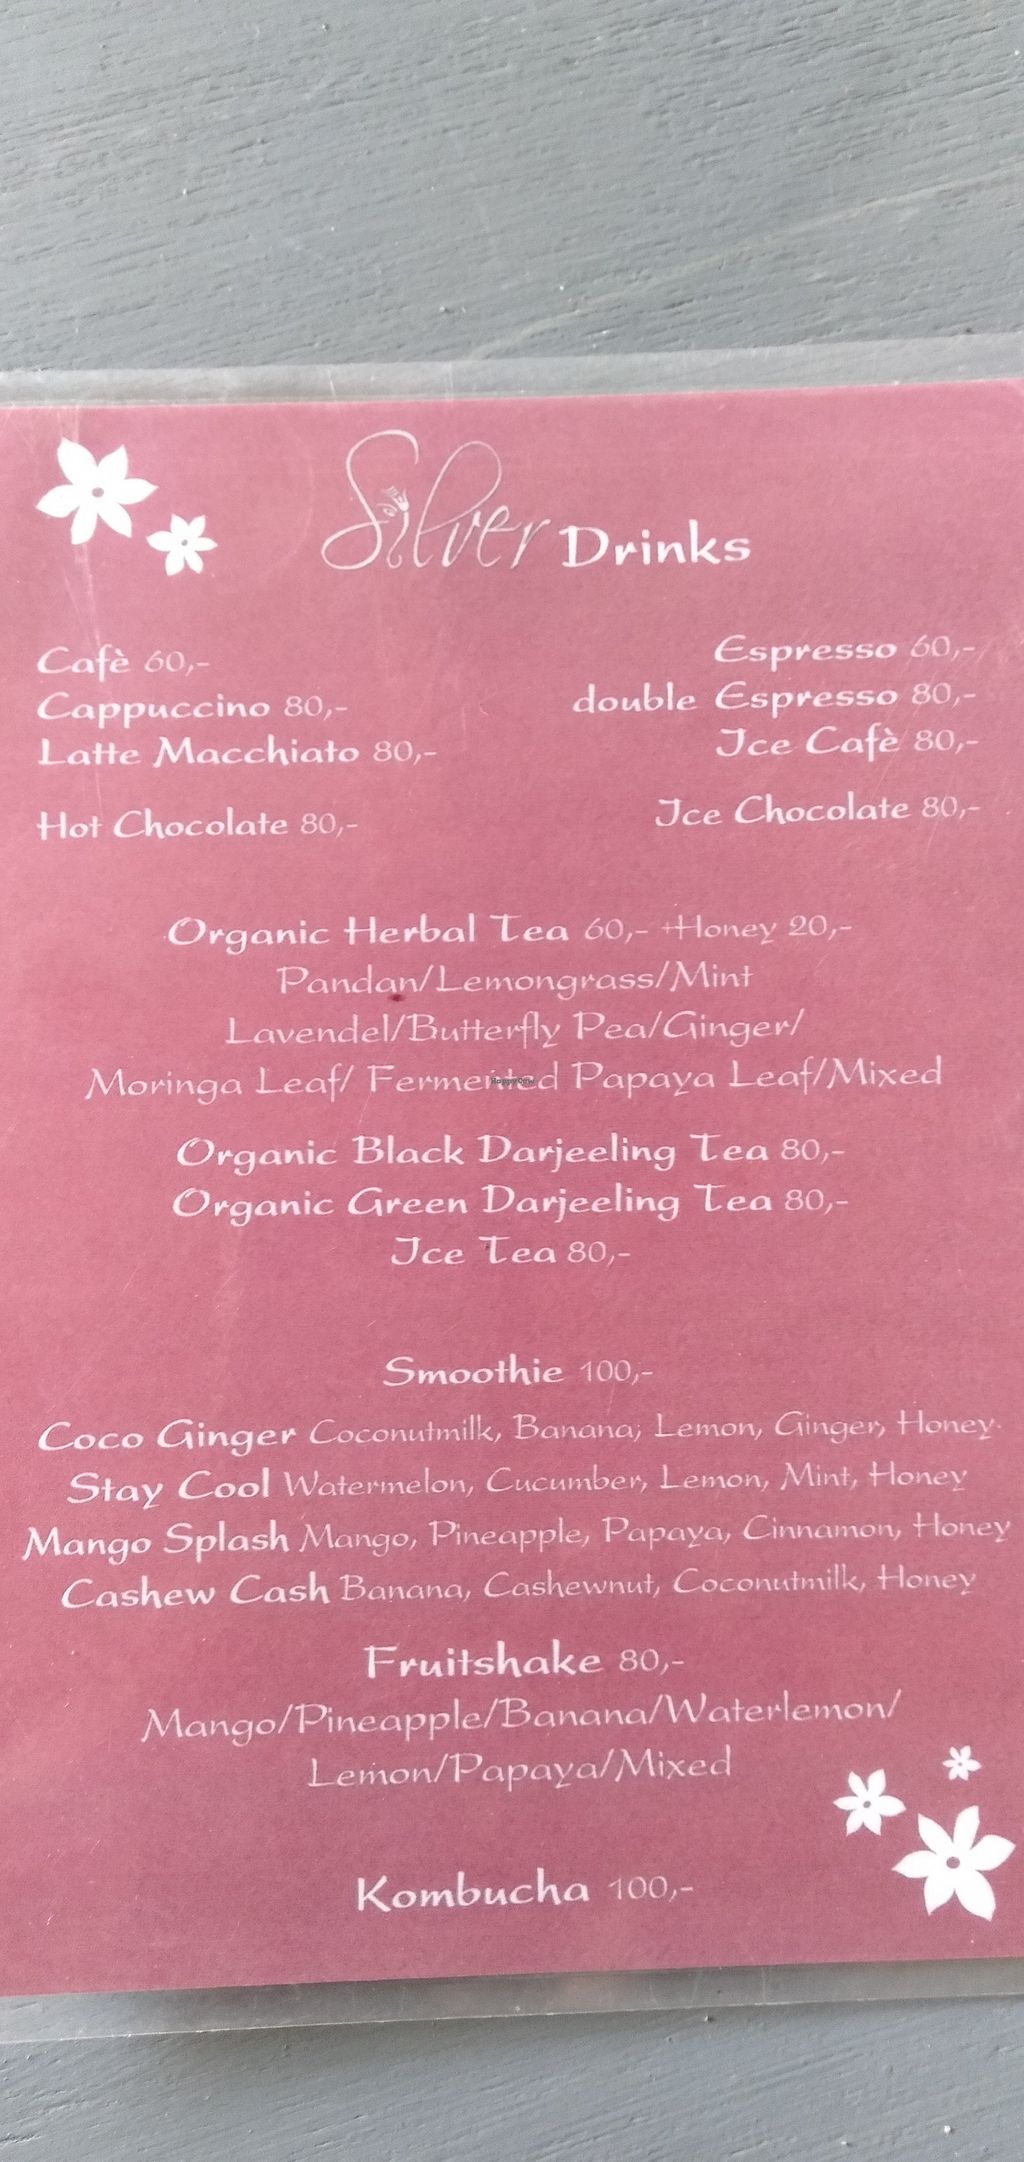 Silver Drinks
Cafè 60,-
Cappuccino 80,-
Latte Macchiato 80,-
Hot Chocolate 80,-
Espresso 60,-
double Espresso 80,-
Ice Cafè 80,-
Ice Chocolate 80,-
Organic Herbal Tea 60,- +Honey 20,-
Pandan/Lemongrass/Mint
Lavendel/Butterfly Pea/Ginger/
Moringa Leaf/ Fermented Papaya Leaf/Mixed
HappyCow
Organic Black Darjeeling Tea 80,-
Organic Green Darjeeling Tea 80,-
Ice Tea 80,-
Smoothie 100,-
Coco Ginger Coconutmilk, Banana; Lemon, Ginger, Honey
Stay Cool Watermelon, Cucumber, Lemon, Mint, Honey
Mango Splash Mango, Pineapple, Papaya, Cinnamon, Honey
Cashew Cash Banana, Cashewnut, Coconutmilk, Honey
Fruitshake 80,-
Mango/Pineapple/Banana/Waterlemon/
Lemon/Papaya/Mixed
Kombucha 100,-